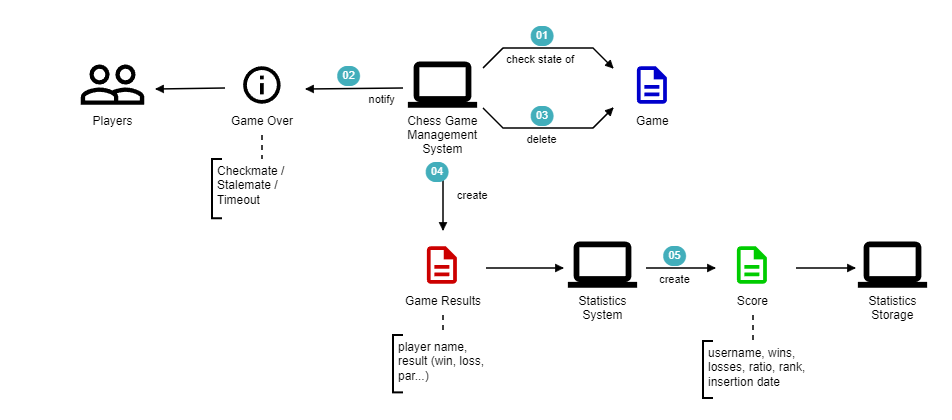 01
check state of
02
notify
Players
Game Over
Chess Game
Management
System
03
delete
Game
Checkmate /
Stalemate /
Timeout
04
create
05
create
Game Results
Statistics
System
Score
Statistics
Storage
player name,
result (win, loss,
par...)
username, wins,
losses, ratio, rank,
insertion date